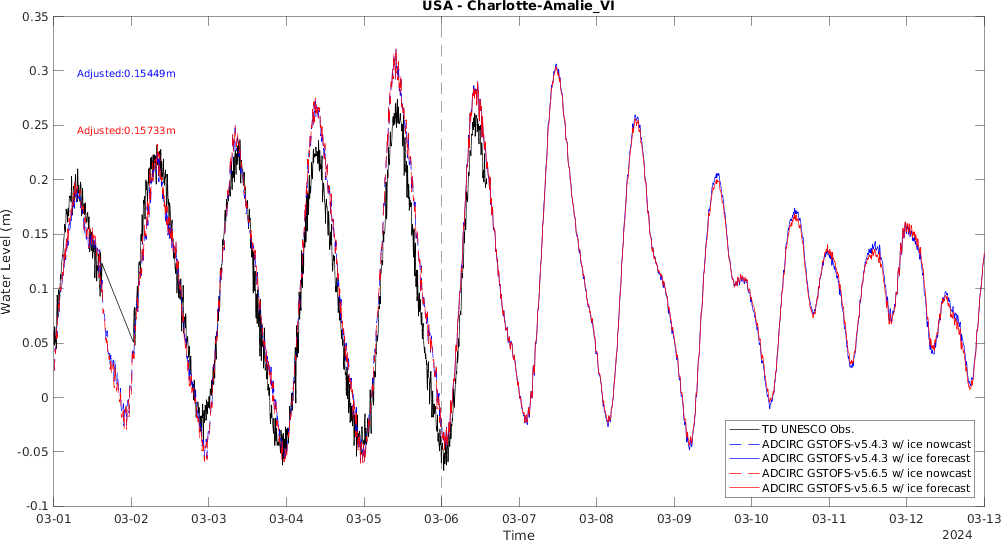 USA - Charlotte-Amalie_VI
0.35
0.3
0.25
0.2
0.15
0.1
0.05
0
-0.05
-0.1
Water Level (m)
Adjusted:0.15449m
Adjusted:0.15733m
TD UNESCO Obs.
ADCIRC GSTOFS-v5.4.3 w/ ice nowcast
ADCIRC GSTOFS-v5.4.3 w/ ice forecast
ADCIRC GSTOFS-v5.6.5 w/ ice nowcast
ADCIRC GSTOFS-v5.6.5 w/ ice forecast
03-01 03-02 03-03 03-04 03-05 03-06 03-07 03-08 03-09 03-10 03-11 03-12 03-13
Time
2024